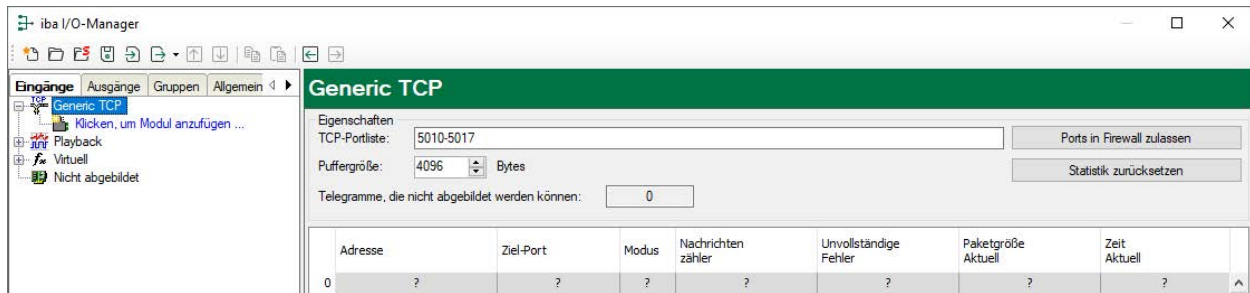 iba I/O-Manager
Eingänge Ausgänge Gruppen Allgemein
Generic TCP
Klicken, um Modul anzufügen ...
Playback
Virtuell
Nicht abgebildet
Generic TCP
Eigenschaften
TCP-Portliste: 5010-5017 Ports in Firewall zulassen
Puffergröße: 4096 Bytes Statistik zurücksetzen
Telegramme, die nicht abgebildet werden können: 0
Adresse Ziel-Port Modus Nachrichten zähler Unvollständige Fehler Paketgröße Aktuell Zeit Aktuell
0 ? ? ? ? ? ? ?